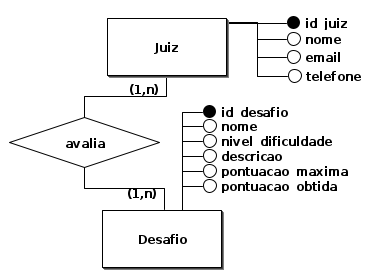 Juiz
id juiz
nome
email
telefone
(1,n)
avalia
(1,n)
id desafio
nome
nivel dificuldade
descricao
pontuacao maxima
pontuacao obtida
Desafio